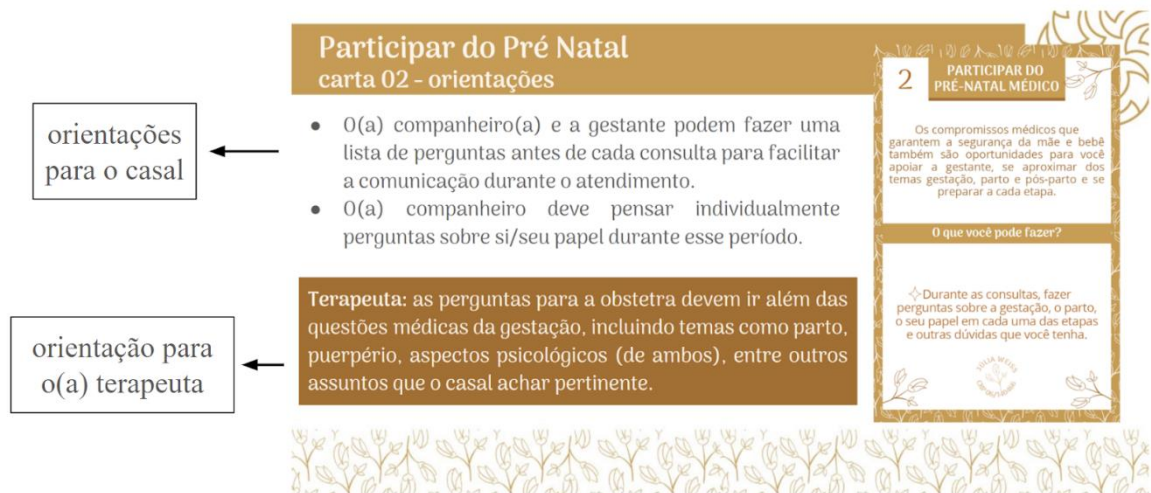 orientações
para o casal
orientação para
o(a) terapeuta
Participar do Pré Natal
carta 02 - orientações
● O(a) companheiro(a) e a gestante podem fazer uma
lista de perguntas antes de cada consulta para facilitar
a comunicação durante o atendimento.
● O(a) companheiro deve pensar individualmente
perguntas sobre si/seu papel durante esse período.
Terapeuta: as perguntas para a obstetra devem ir além das
questões médicas da gestação, incluindo temas como parto,
puerpério, aspectos psicológicos (de ambos), entre outros
assuntos que o casal achar pertinente.
2
PARTICIPAR DO
PRÉ-NATAL MÉDICO
Os compromissos médicos que
garantem a segurança da mãe e bebê
também são oportunidades para você
apoiar a gestante, se aproximar dos
temas gestação, parto e pós-parto e se
preparar a cada etapa.
O que você pode fazer?
Durante as consultas, fazer
perguntas sobre a gestação, o parto,
o seu papel em cada uma das etapas
e outras dúvidas que você tenha.